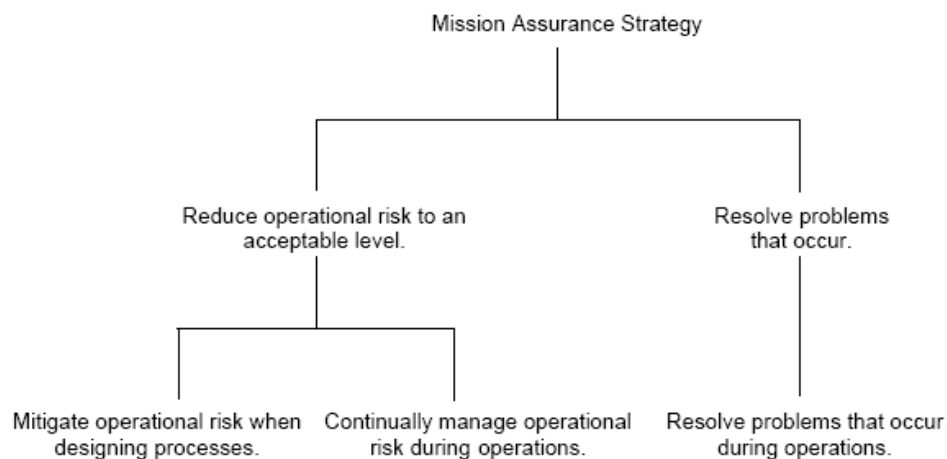 Mission Assurance Strategy
Reduce operational risk to an
acceptable level.
Resolve problems
that occur.
Mitigate operational risk when
designing processes.
Continually manage operational
risk during operations.
Resolve problems that occur
during operations.